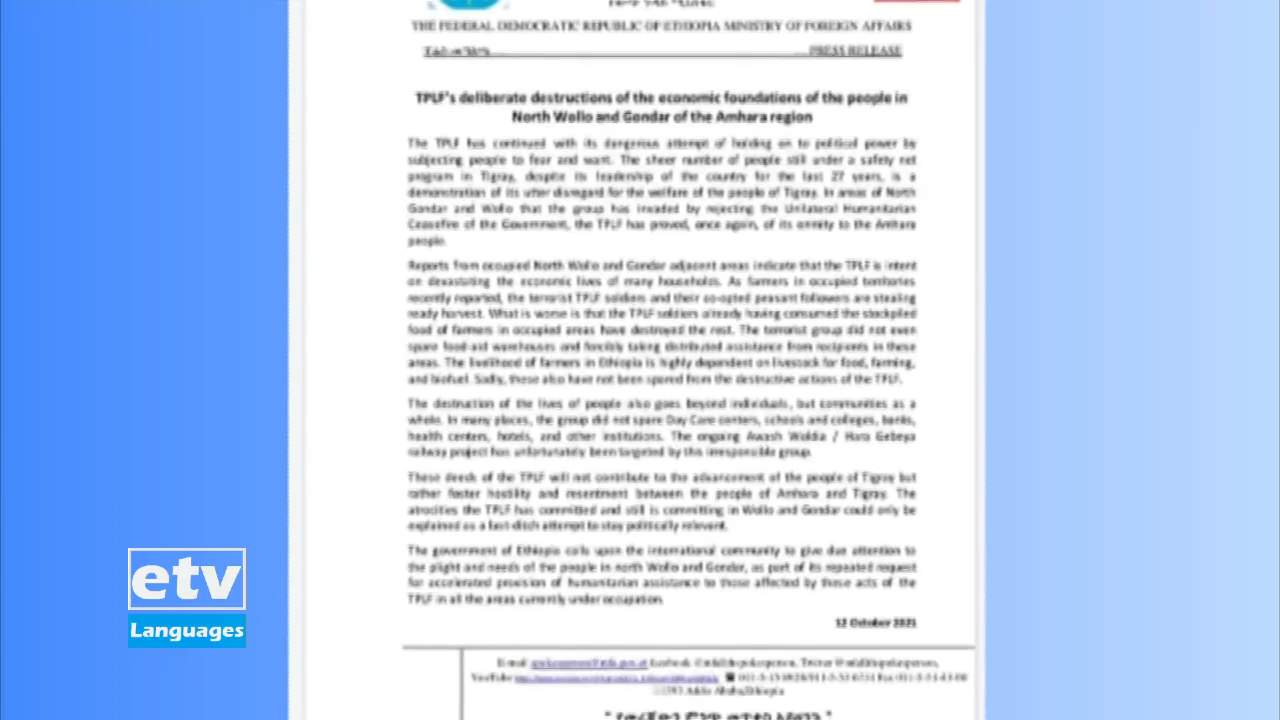 THE FEDERAL DEMOCRATIC REPUBLIC OF ETHIOPIA MINISTRY OF FOREIGN AFFAIRS
PRESS RELEASE
TPLF's deliberate destructions of the economic foundations of the people in
North Wollo and Gondar of the Amhara region
The TPLF has continued with its dangerous attempt of holding on to political power by
subjecting people to fear and want. The sheer number of people still under a safety net
program in Tigray, despite its leadership of the country for the last 27 years, is a
demonstration of its utter disregard for the welfare of the people of Tigray. In areas of North
Gondar and Wollo that the group has invaded by rejecting the Unilateral Humanitarian
Ceasefire of the Government, the TPLF has proved, once again, of its enmity to the Amhara
people.
Reports from occupied North Wollo and Gondar adjacent areas indicate that the TPLF is intent
on devastating the economic lives of many households. As farmers in occupied territories
recently reported, the terrorist TPLF soldiers and their co-opted peasant followers are stealing
ready harvest. What is worse is that the TPLF soldiers already having consumed the stockpiled
food of farmers in occupied areas have destroyed the rest. The terrorist group did not even
spare food-aid warehouses and forcibly taking distributed assistance from recipients in these
areas. The livelihood of farmers in Ethiopia is highly dependent on livestock for food, farming,
and biofuel. Sadly, these also have not been spared from the destructive actions of the TPLF.
The destruction of the lives of people also goes beyond individuals, but communities as a
whole. In many places, the group did not spare Day Care centers, schools and colleges, banks,
health centers, hotels, and other institutions. The ongoing Awash Woldia / Hara Gebeya
railway project has unfortunately been targeted by this irresponsible group.
These deeds of the TPLF will not contribute to the advancement of the people of Tigray but
rather foster hostility and resentment between the people of Amhara and Tigray. The
atrocities the TPLF has committed and still is committing in Wollo and Gondar could only be
explained as a last-ditch attempt to stay politically relevant.
The government of Ethiopia calls upon the international community to give due attention to
the plight and needs of the people in north Wollo and Gondar, as part of its repeated request
for accelerated provision of humanitarian assistance to those affected by those acts of the
TPLF in all the areas currently under occupation.
12 October 2021
E-mail
YouTube
Addis Ababa/Ethiopia
etv
Languages